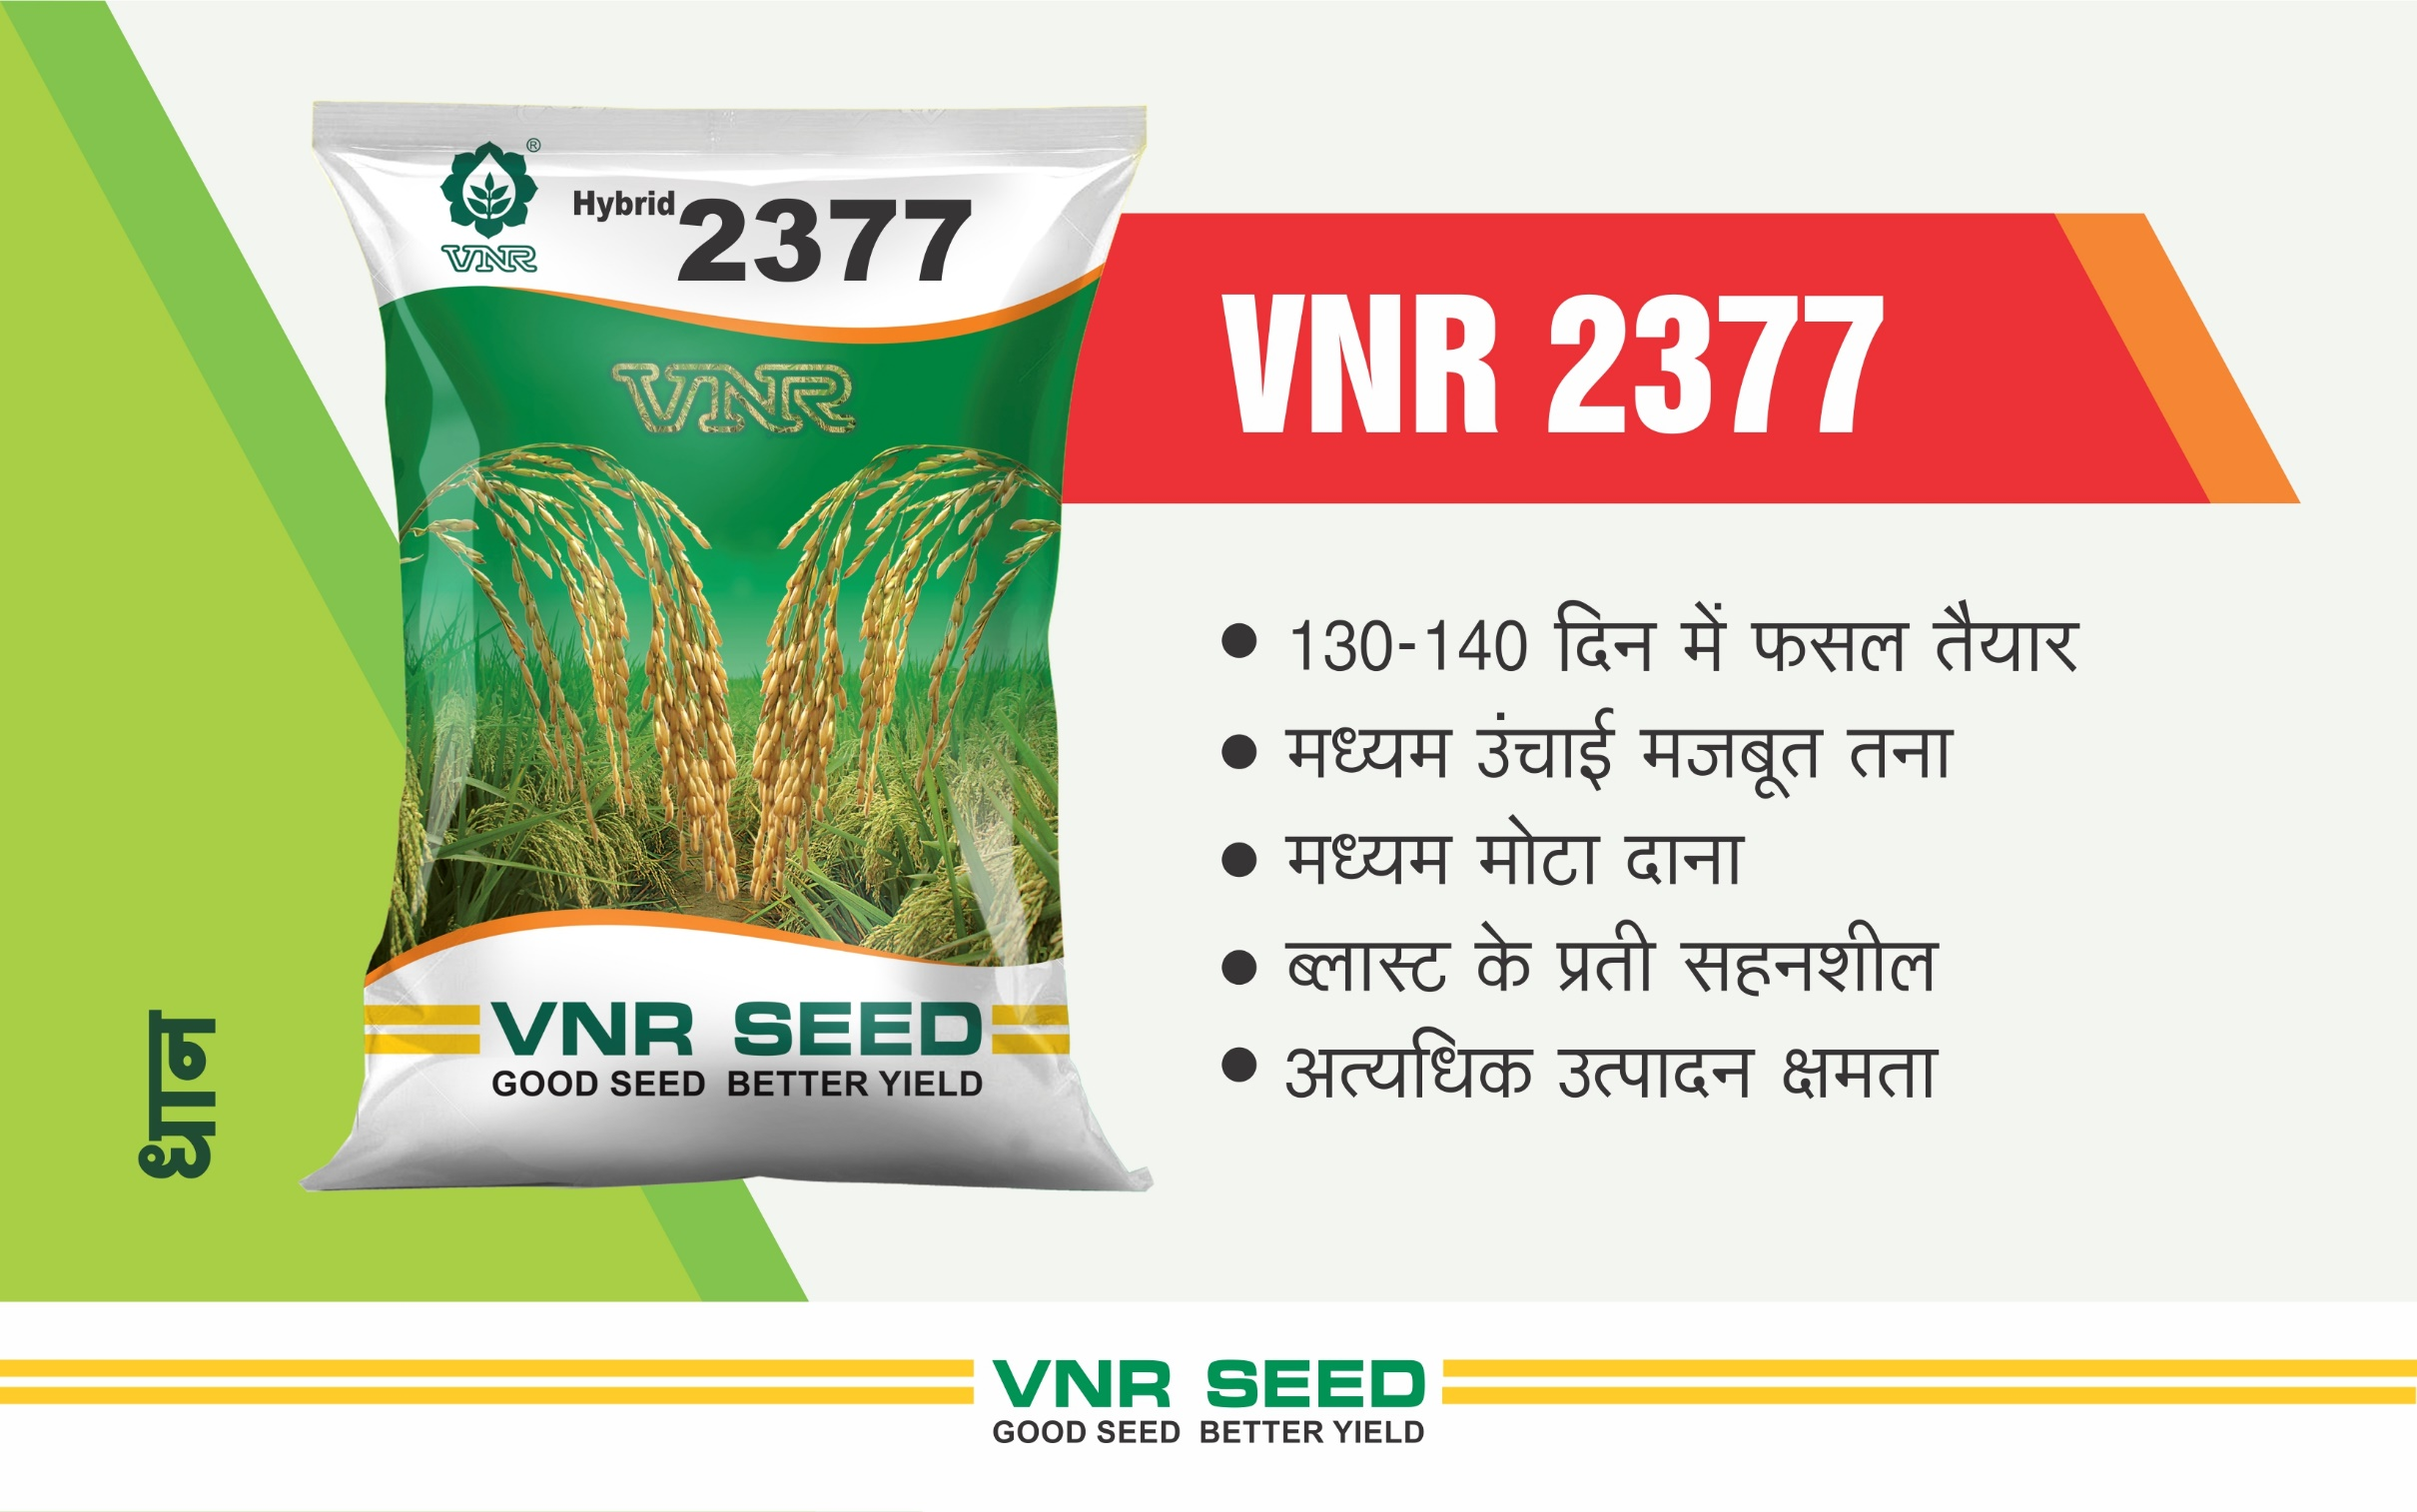 VNR
®
Hybrid 2377
VNR
VNR SEED
GOOD SEED BETTER YIELD
धान
VNR 2377
• 130-140 दिन में फसल तैयार
• मध्यम उंचाई मजबूत तना
• मध्यम मोटा दाना
• ब्लास्ट के प्रती सहनशील
• अत्यधिक उत्पादन क्षमता
VNR SEED
GOOD SEED BETTER YIELD